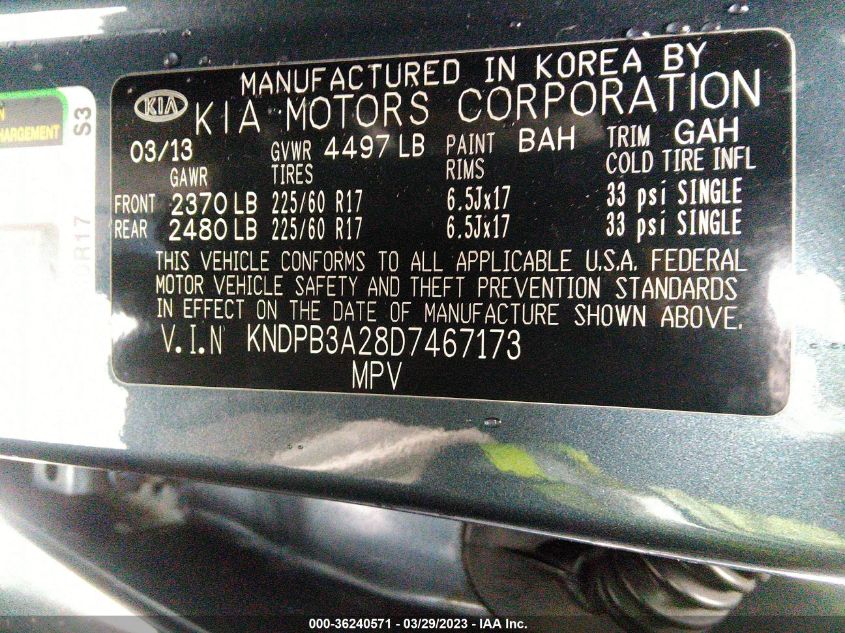 N
HARGEMENT
S3
R17
MANUFACTURED IN KOREA BY
KIA
KIA MOTORS CORPORATION
03/13 GVWR 4497 LB PAINT BAH TRIM GAH
GAWR TIRES RIMS COLD TIRE INFL
FRONT 2370 LB 225/60 R17 6.5Jx17 33 psi SINGLE
REAR 2480 LB 225/60 R17 6.5Jx17 33 psi SINGLE
THIS VEHICLE CONFORMS TO ALL APPLICABLE U.S.A. FEDERAL
MOTOR VEHICLE SAFETY AND THEFT PREVENTION STANDARDS
IN EFFECT ON THE DATE OF MANUFACTURE SHOWN ABOVE.
V.I.N KNDPB3A28D7467173
MPV
000-36240571 - 03/29/2023 - IAA Inc.